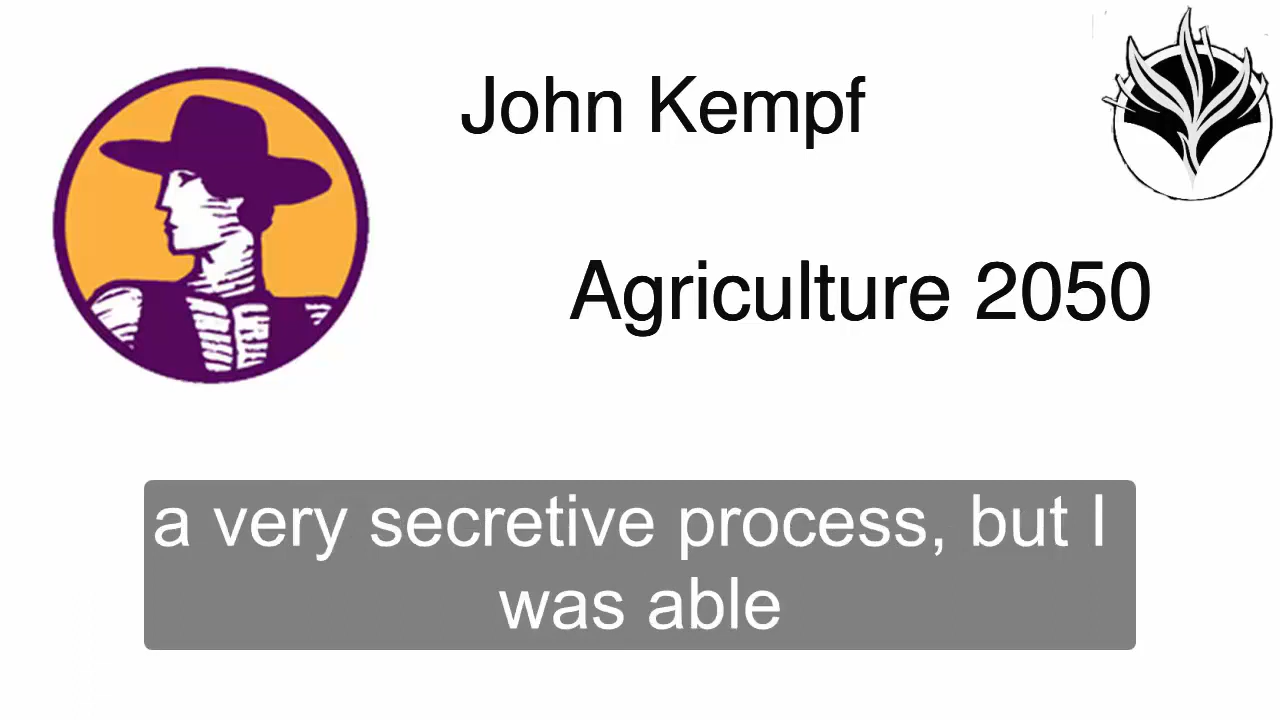 John Kempf
Agriculture 2050
a very secretive process, but I
was able